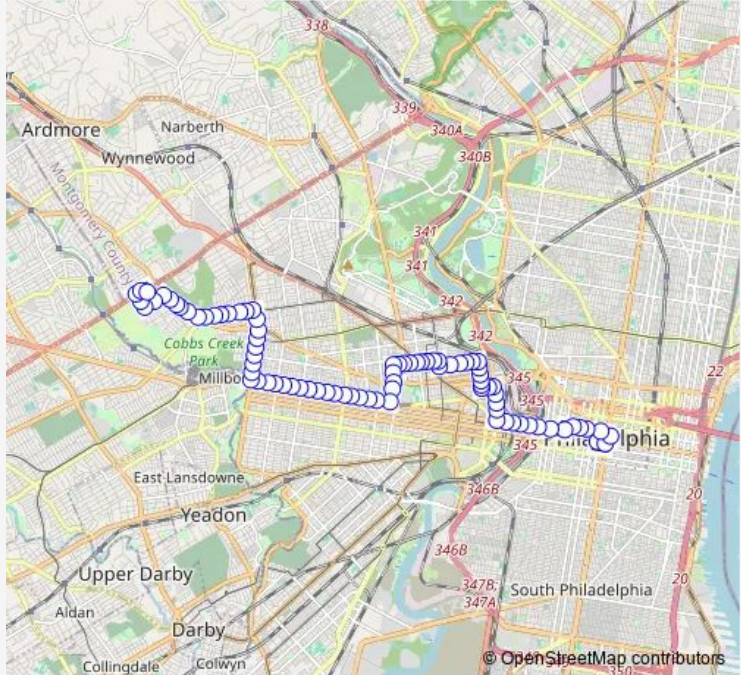 338
339
Ardmore
Narberth
340A
Wynnewood
340B
Montgomery County
341
341
342
342
Cobbs Creek
Park
345
22
Millbo
345
345
East Lansdowne
346B
20
Yeadon
346B
Upper Darby
347B;
347A
20
South Philadelphia
Aldan
Darby
Collingdale
Colwyn
350
© OpenStreetMap contributors